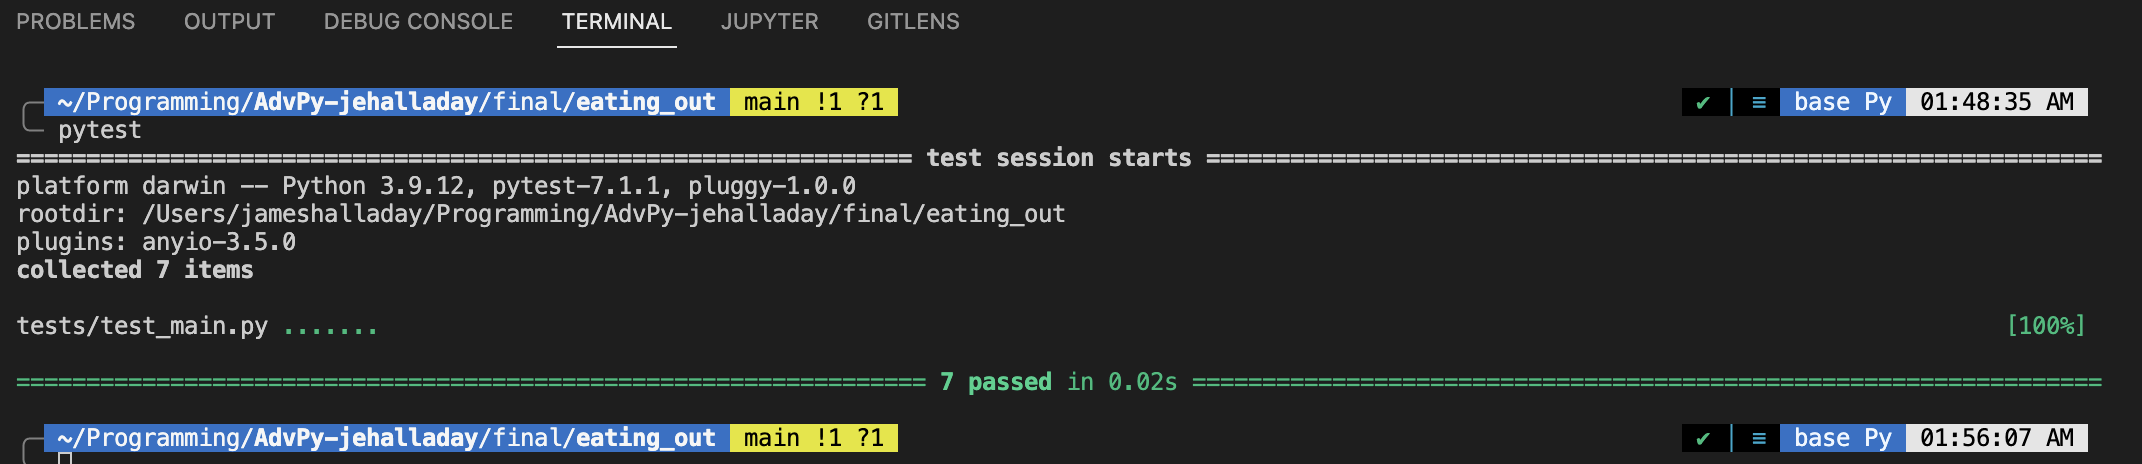 PROBLEMS OUTPUT DEBUG CONSOLE TERMINAL JUPYTER GITLENS
~/Programming/AdvPy-jehalladay/final/eating_out main !1 ?1 ✔ ≡ base Py 01:48:35 AM
pytest
================================================================ test session starts ================================================================
platform darwin -- Python 3.9.12, pytest-7.1.1, pluggy-1.0.0
rootdir: /Users/jameshalladay/Programming/AdvPy-jehalladay/final/eating_out
plugins: anyio-3.5.0
collected 7 items
tests/test_main.py ....... [100%]
================================================================= 7 passed in 0.02s =================================================================
~/Programming/AdvPy-jehalladay/final/eating_out main !1 ?1 ✔ ≡ base Py 01:56:07 AM